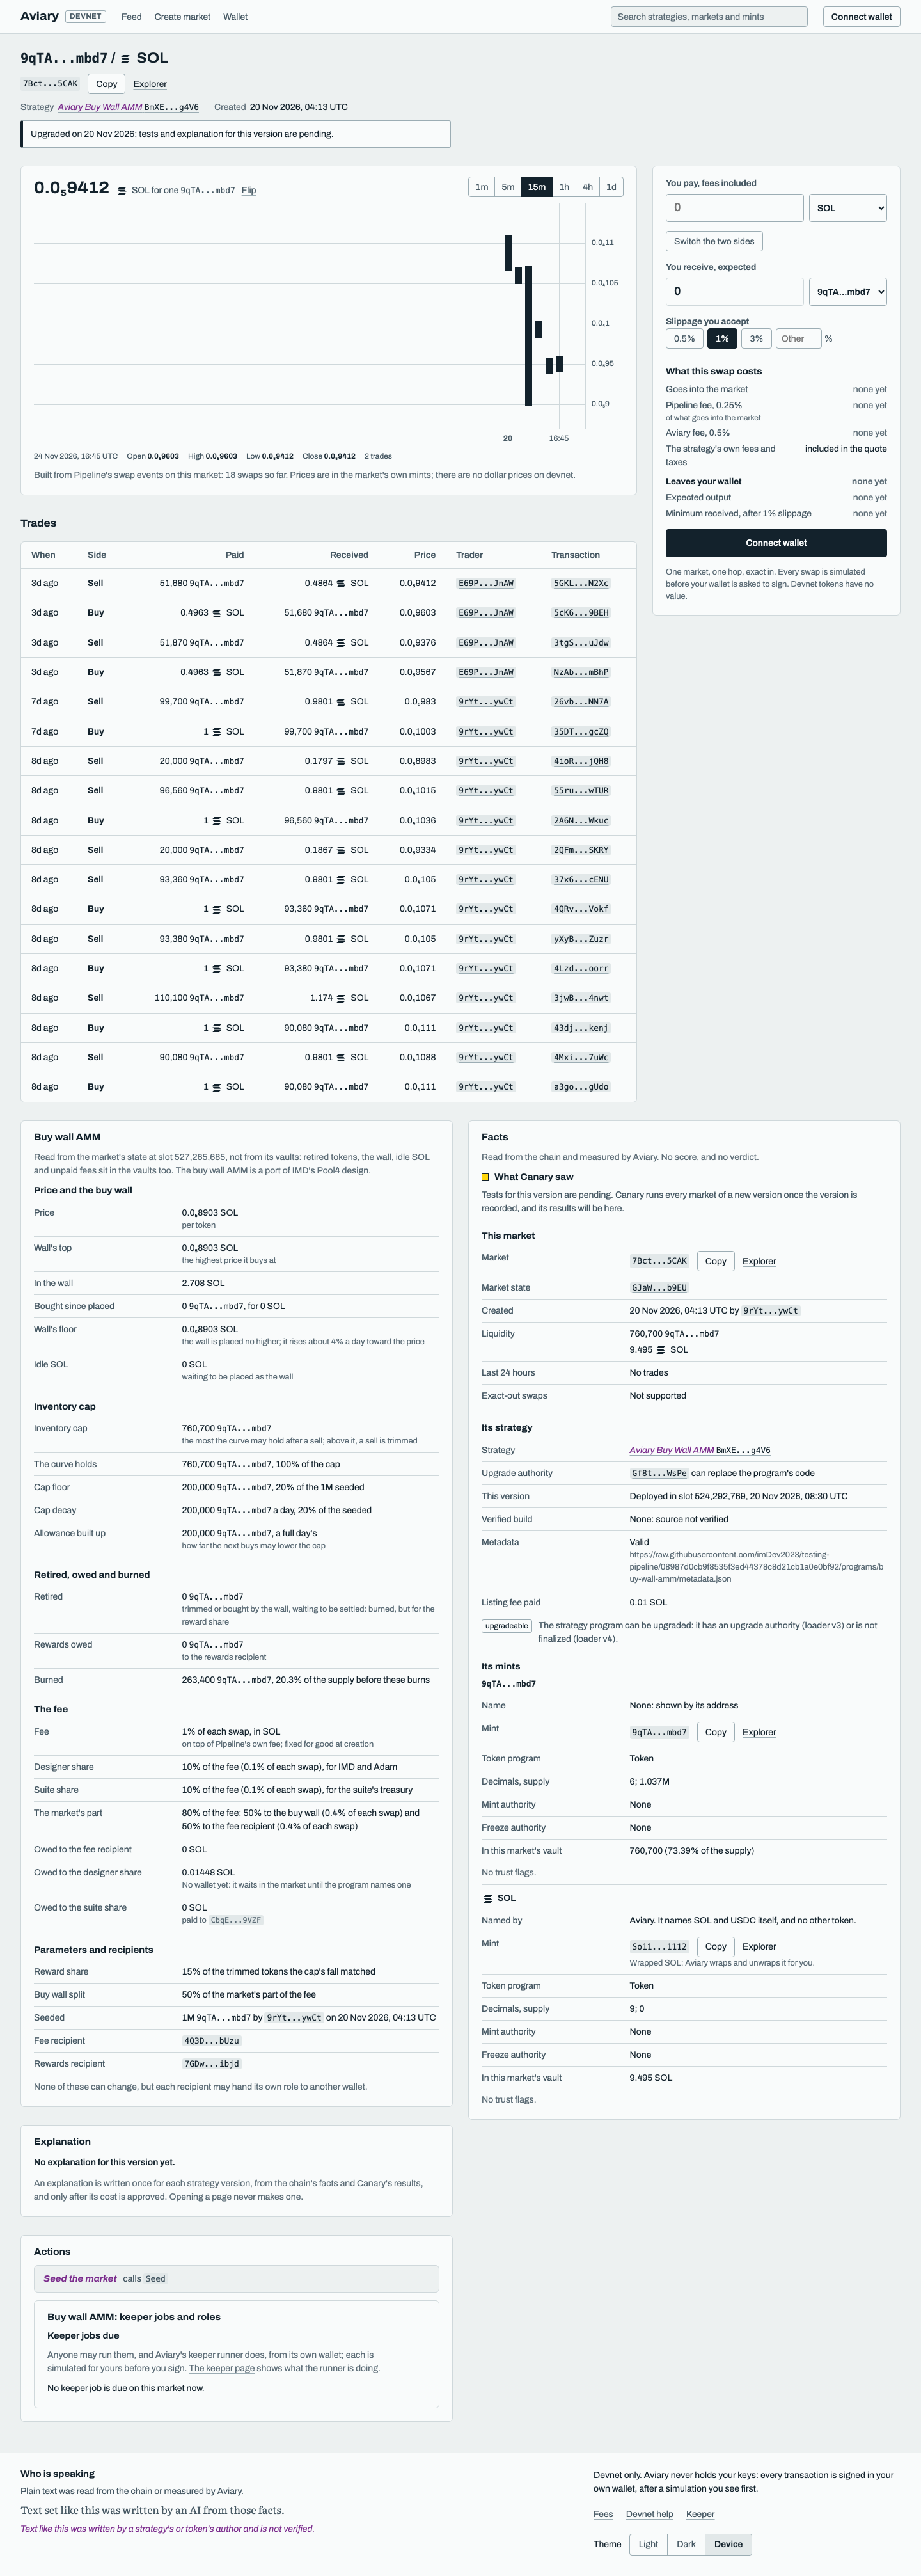 Aviary DEVNET Feed Create market Wallet Search strategies, markets and mints Connect wallet
9qTA...mbd7 / SOL
7Bct...5CAK Copy Explorer
Strategy Aviary Buy Wall AMM BmXE...g4V6 Created 20 Nov 2026, 04:13 UTC
Upgraded on 20 Nov 2026; tests and explanation for this version are pending.
0.0₅9412 SOL for one 9qTA...mbd7 Flip
1m 5m 15m 1h 4h 1d
0.0₄11
0.0₄105
0.0₄1
0.0₅95
0.0₅9
20 16:45
24 Nov 2026, 16:45 UTC Open 0.0₅9603 High 0.0₅9603 Low 0.0₅9412 Close 0.0₅9412 2 trades
Built from Pipeline's swap events on this market: 18 swaps so far. Prices are in the market's own mints; there are no dollar prices on devnet.
You pay, fees included
0 SOL
Switch the two sides
You receive, expected
0 9qTA...mbd7
Slippage you accept
0.5% 1% 3% Other %
What this swap costs
Goes into the market none yet
Pipeline fee, 0.25% none yet
of what goes into the market
Aviary fee, 0.5% none yet
The strategy's own fees and taxes included in the quote
Leaves your wallet none yet
Expected output none yet
Minimum received, after 1% slippage none yet
Connect wallet
One market, one hop, exact in. Every swap is simulated
before your wallet is asked to sign. Devnet tokens have no
value.
Trades
When Side Paid Received Price Trader Transaction
3d ago Sell 51,680 9qTA...mbd7 0.4864 SOL 0.0₅9412 E69P...JnAW 5GKL...N2Xc
3d ago Buy 0.4963 SOL 51,680 9qTA...mbd7 0.0₅9603 E69P...JnAW 5cK6...9BEH
3d ago Sell 51,870 9qTA...mbd7 0.4864 SOL 0.0₅9376 E69P...JnAW 3tgS...uJdw
3d ago Buy 0.4963 SOL 51,870 9qTA...mbd7 0.0₅9567 E69P...JnAW NzAb...mBhP
7d ago Sell 99,700 9qTA...mbd7 0.9801 SOL 0.0₅983 9rYt...ywCt 26vb...NN7A
7d ago Buy 1 SOL 99,700 9qTA...mbd7 0.0₄1003 9rYt...ywCt 35DT...gcZQ
8d ago Sell 20,000 9qTA...mbd7 0.1797 SOL 0.0₅8983 9rYt...ywCt 4ioR...jQH8
8d ago Sell 96,560 9qTA...mbd7 0.9801 SOL 0.0₄1015 9rYt...ywCt 55ru...wTUR
8d ago Buy 1 SOL 96,560 9qTA...mbd7 0.0₄1036 9rYt...ywCt 2A6N...Wkuc
8d ago Sell 20,000 9qTA...mbd7 0.1867 SOL 0.0₅9334 9rYt...ywCt 2QFm...SKRY
8d ago Sell 93,360 9qTA...mbd7 0.9801 SOL 0.0₄105 9rYt...ywCt 37x6...cENU
8d ago Buy 1 SOL 93,360 9qTA...mbd7 0.0₄1071 9rYt...ywCt 4QRv...Vokf
8d ago Sell 93,380 9qTA...mbd7 0.9801 SOL 0.0₄105 9rYt...ywCt yXyB...Zuzr
8d ago Buy 1 SOL 93,380 9qTA...mbd7 0.0₄1071 9rYt...ywCt 4Lzd...oorr
8d ago Sell 110,100 9qTA...mbd7 1.174 SOL 0.0₄1067 9rYt...ywCt 3jwB...4nwt
8d ago Buy 1 SOL 90,080 9qTA...mbd7 0.0₄111 9rYt...ywCt 43dj...kenj
8d ago Sell 90,080 9qTA...mbd7 0.9801 SOL 0.0₄1088 9rYt...ywCt 4Mxi...7uWc
8d ago Buy 1 SOL 90,080 9qTA...mbd7 0.0₄111 9rYt...ywCt a3go...gUdo
Buy wall AMM
Read from the market's state at slot 527,265,685, not from its vaults: retired tokens, the wall, idle SOL
and unpaid fees sit in the vaults too. The buy wall AMM is a port of IMD's Pool4 design.
Price and the buy wall
Price 0.0₅8903 SOL
per token
Wall's top 0.0₅8903 SOL
the highest price it buys at
In the wall 2.708 SOL
Bought since placed 0 9qTA...mbd7, for 0 SOL
Wall's floor 0.0₅8903 SOL
the wall is placed no higher; it rises about 4% a day toward the price
Idle SOL 0 SOL
waiting to be placed as the wall
Inventory cap
Inventory cap 760,700 9qTA...mbd7
the most the curve may hold after a sell; above it, a sell is trimmed
The curve holds 760,700 9qTA...mbd7, 100% of the cap
Cap floor 200,000 9qTA...mbd7, 20% of the 1M seeded
Cap decay 200,000 9qTA...mbd7 a day, 20% of the seeded
Allowance built up 200,000 9qTA...mbd7, a full day's
how far the next buys may lower the cap
Retired, owed and burned
Retired 0 9qTA...mbd7
trimmed or bought by the wall, waiting to be settled: burned, but for the
reward share
Rewards owed 0 9qTA...mbd7
to the rewards recipient
Burned 263,400 9qTA...mbd7, 20.3% of the supply before these burns
The fee
Fee 1% of each swap, in SOL
on top of Pipeline's own fee; fixed for good at creation
Designer share 10% of the fee (0.1% of each swap), for IMD and Adam
Suite share 10% of the fee (0.1% of each swap), for the suite's treasury
The market's part 80% of the fee: 50% to the buy wall (0.4% of each swap) and
50% to the fee recipient (0.4% of each swap)
Owed to the fee recipient 0 SOL
Owed to the designer share 0.01448 SOL
No wallet yet: it waits in the market until the program names one
Owed to the suite share 0 SOL
paid to CbqE...9VZF
Parameters and recipients
Reward share 15% of the trimmed tokens the cap's fall matched
Buy wall split 50% of the market's part of the fee
Seeded 1M 9qTA...mbd7 by 9rYt...ywCt on 20 Nov 2026, 04:13 UTC
Fee recipient 4Q3D...bUzu
Rewards recipient 7GDw...ibjd
None of these can change, but each recipient may hand its own role to another wallet.
Facts
Read from the chain and measured by Aviary. No score, and no verdict.
What Canary saw
Tests for this version are pending. Canary runs every market of a new version once the version is
recorded, and its results will be here.
This market
Market 7Bct...5CAK Copy Explorer
Market state GJaW...b9EU
Created 20 Nov 2026, 04:13 UTC by 9rYt...ywCt
Liquidity 760,700 9qTA...mbd7
9.495 SOL
Last 24 hours No trades
Exact-out swaps Not supported
Its strategy
Strategy Aviary Buy Wall AMM BmXE...g4V6
Upgrade authority Gf8t...WsPe can replace the program's code
This version Deployed in slot 524,292,769, 20 Nov 2026, 08:30 UTC
Verified build None: source not verified
Metadata Valid
https://raw.githubusercontent.com/imDev2023/testing-
pipeline/08987d0cb9f8535f3ed44378c8d21cb1a0e0bf92/programs/b
uy-wall-amm/metadata.json
Listing fee paid 0.01 SOL
upgradeable The strategy program can be upgraded: it has an upgrade authority (loader v3) or is not
finalized (loader v4).
Its mints
9qTA...mbd7
Name None: shown by its address
Mint 9qTA...mbd7 Copy Explorer
Token program Token
Decimals, supply 6; 1.037M
Mint authority None
Freeze authority None
In this market's vault 760,700 (73.39% of the supply)
No trust flags.
SOL
Named by Aviary. It names SOL and USDC itself, and no other token.
Mint So11...1112 Copy Explorer
Wrapped SOL: Aviary wraps and unwraps it for you.
Token program Token
Decimals, supply 9; 0
Mint authority None
Freeze authority None
In this market's vault 9.495 SOL
No trust flags.
Explanation
No explanation for this version yet.
An explanation is written once for each strategy version, from the chain's facts and Canary's results,
and only after its cost is approved. Opening a page never makes one.
Actions
Seed the market calls Seed
Buy wall AMM: keeper jobs and roles
Keeper jobs due
Anyone may run them, and Aviary's keeper runner does, from its own wallet; each is
simulated for yours before you sign. The keeper page shows what the runner is doing.
No keeper job is due on this market now.
Who is speaking
Plain text was read from the chain or measured by Aviary.
Text set like this was written by an AI from those facts.
Text like this was written by a strategy's or token's author and is not verified.
Devnet only. Aviary never holds your keys: every transaction is signed in your
own wallet, after a simulation you see first.
Fees Devnet help Keeper
Theme Light Dark Device